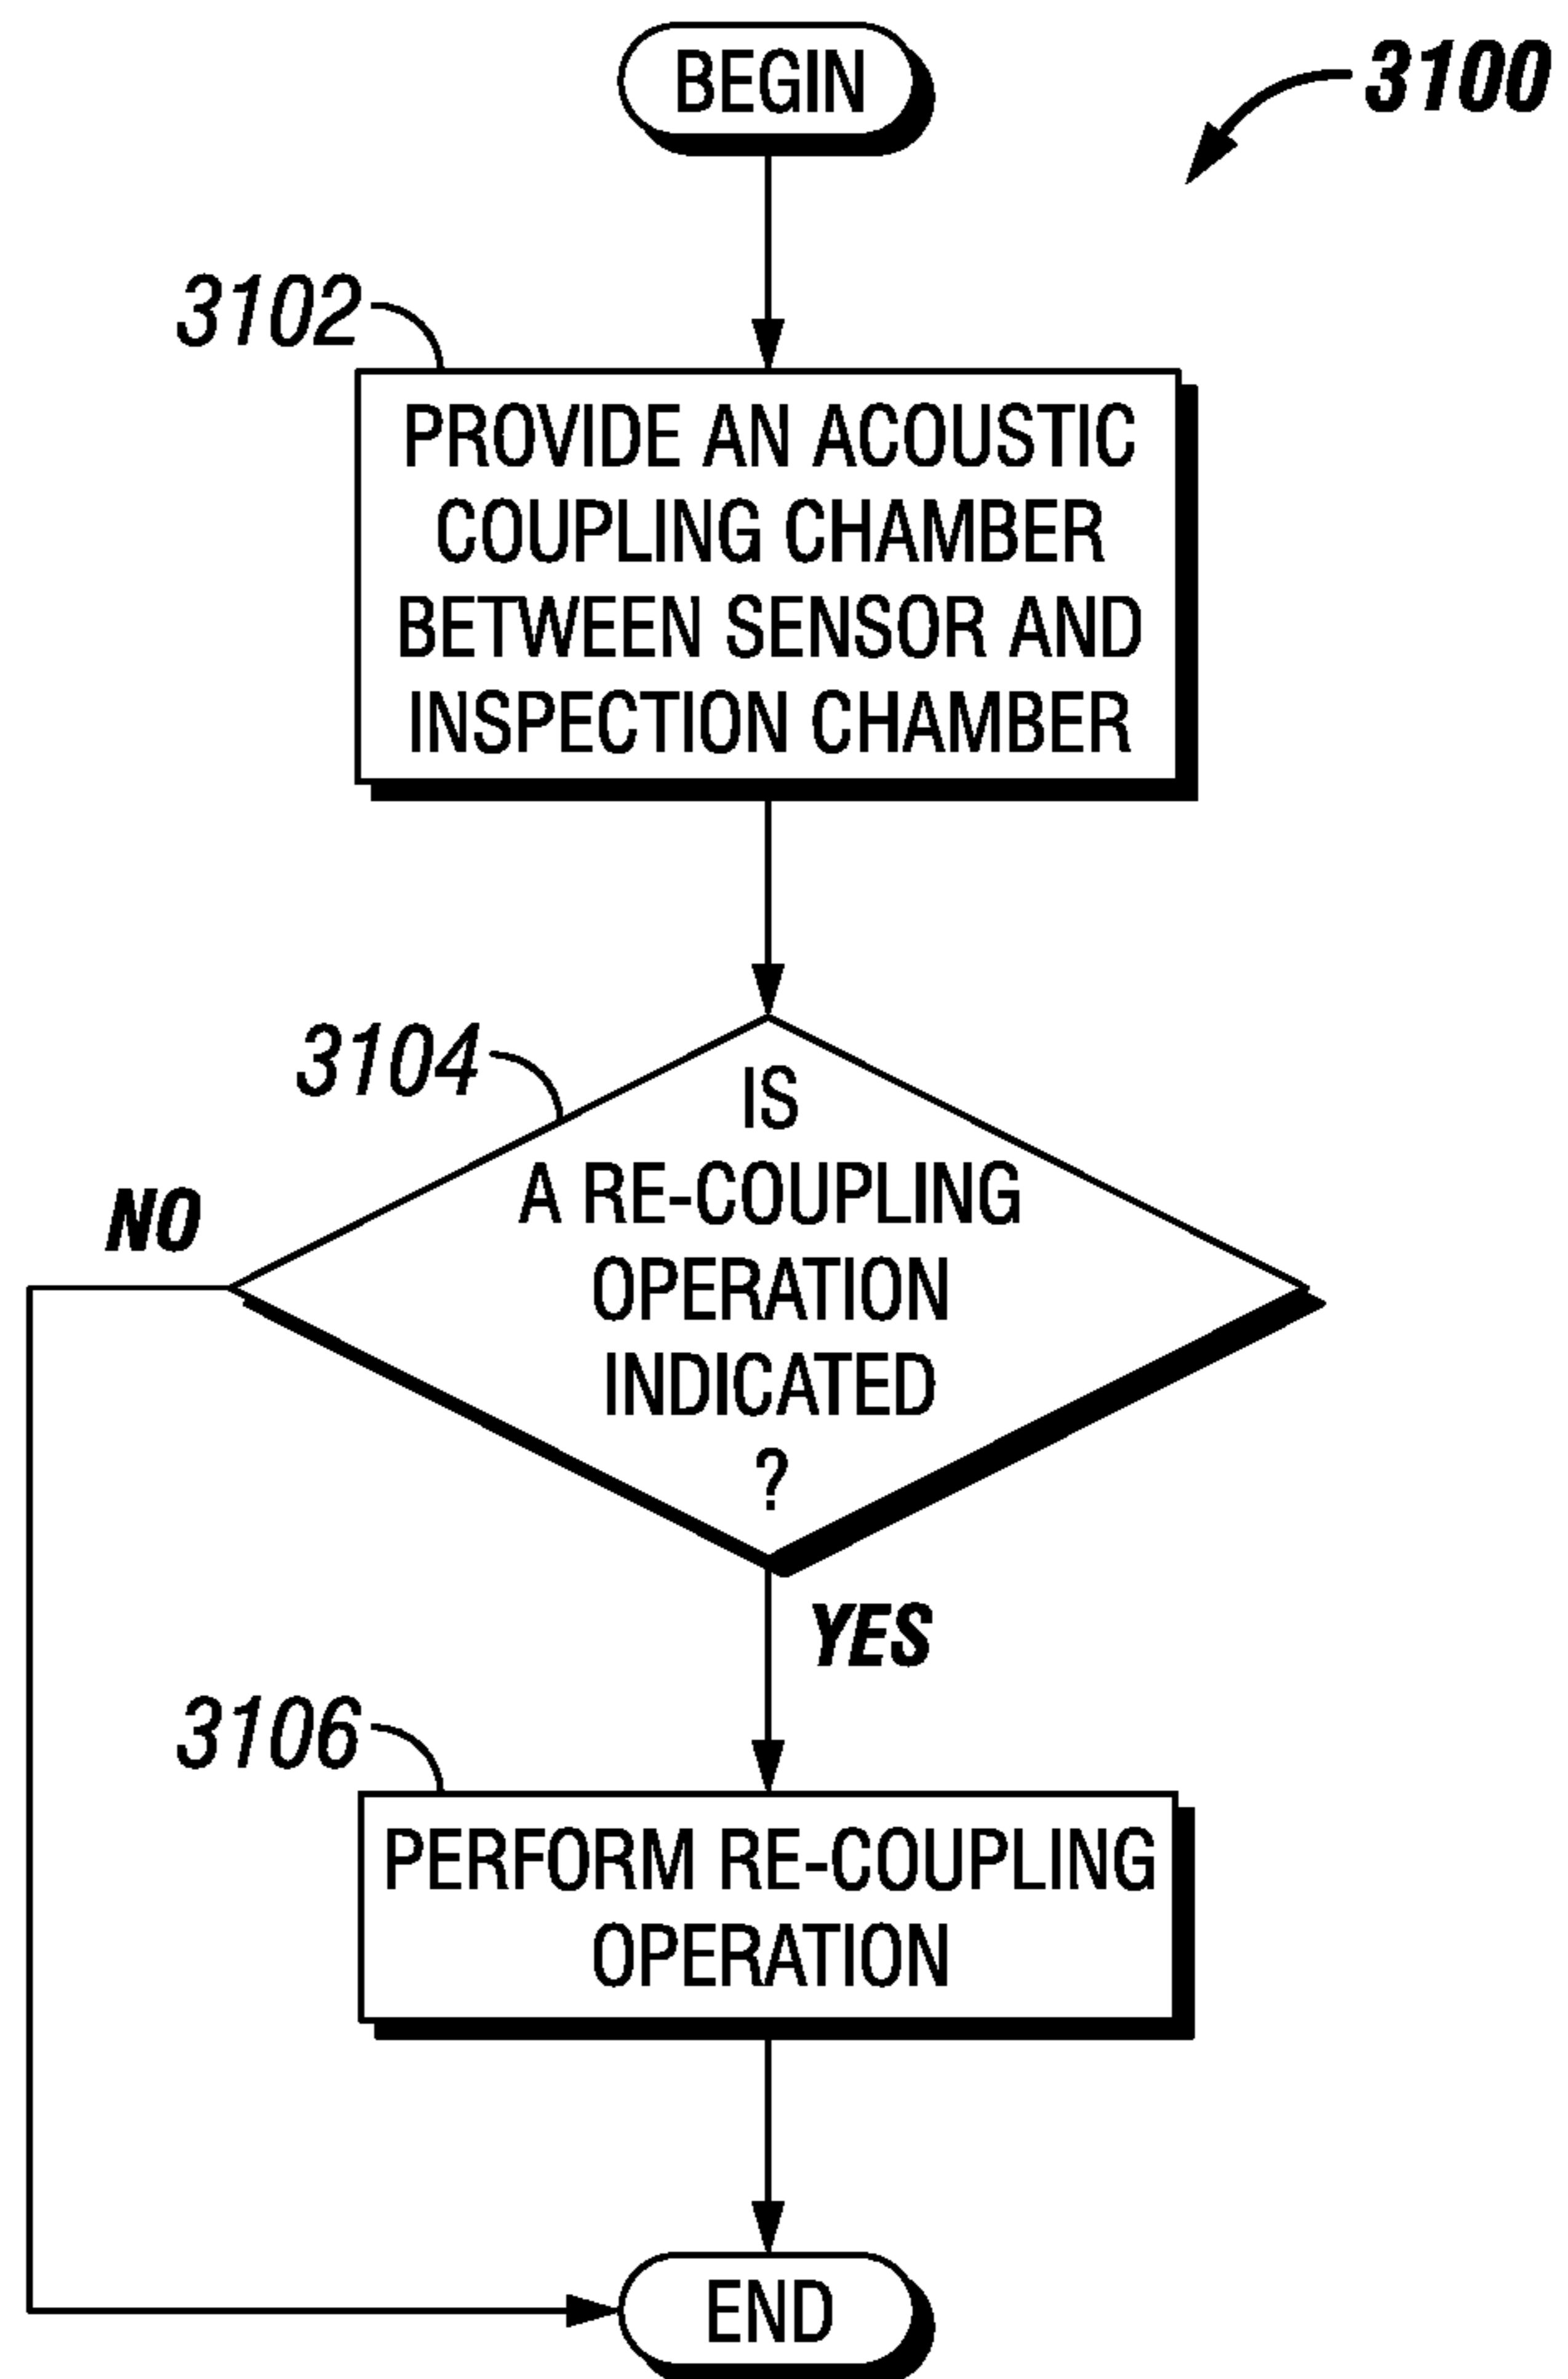 BEGIN
3100
3102
PROVIDE AN ACOUSTIC
COUPLING CHAMBER
BETWEEN SENSOR AND
INSPECTION CHAMBER
3104
IS
A RE-COUPLING
OPERATION
INDICATED
?
NO
YES
3106
PERFORM RE-COUPLING
OPERATION
END